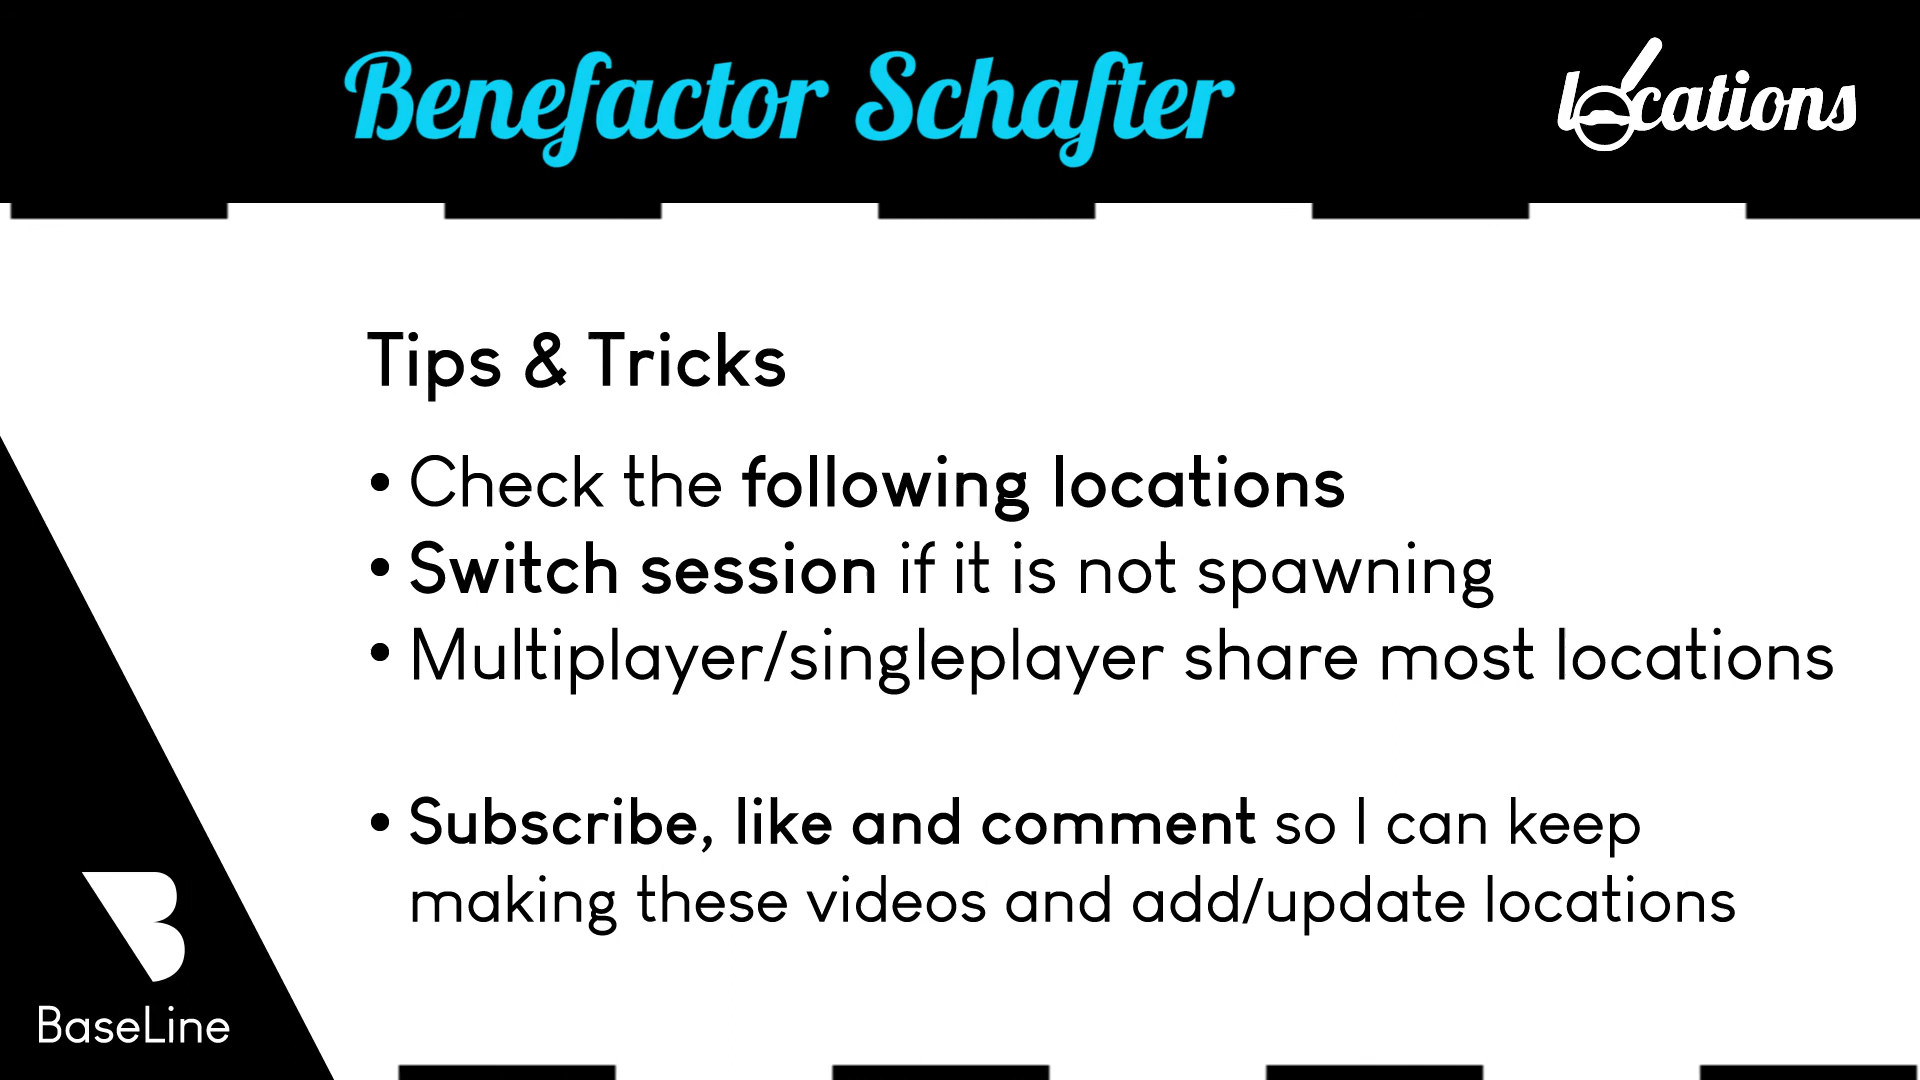 Benefactor Schafter
locations
Tips & Tricks
• Check the following locations
• Switch session if it is not spawning
• Multiplayer/singleplayer share most locations
• Subscribe, like and comment so I can keep
making these videos and add/update locations
BaseLine